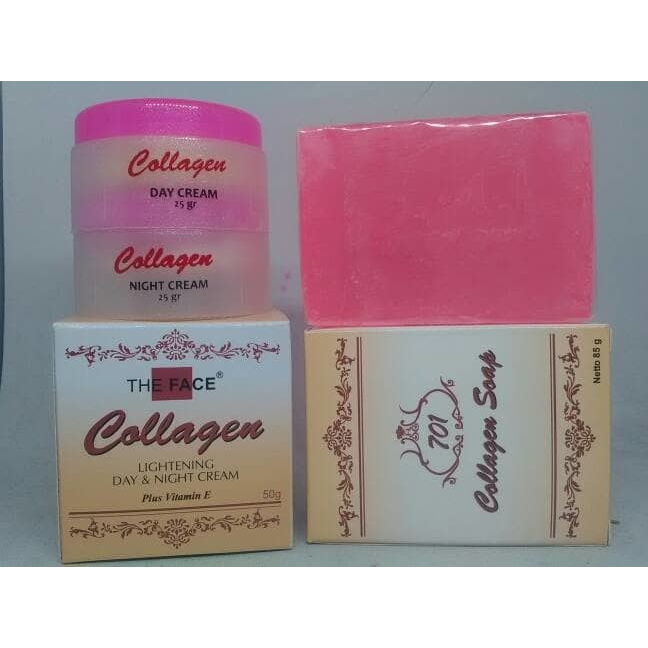 Collagen
DAY CREAM
25 gr
Collagen
NIGHT CREAM
25 gr
THE FACE®
Collagen
LIGHTENING
DAY & NIGHT CREAM
Plus Vitamin E
50g
701
Collagen Soap
Netto 85 g